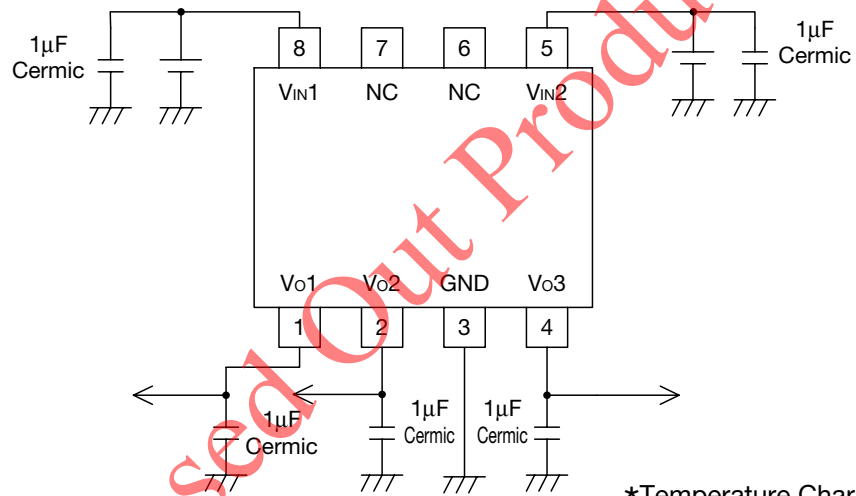 1μF
Cermic
8
7
6
5
1μF
Cermic
VIN1
NC
NC
VIN2
Vo1
Vo2
GND
Vo3
1
2
3
4
1μF
Cermic
1μF
Cermic
1μF
Cermic
sed Out Produ
*Temperature Char